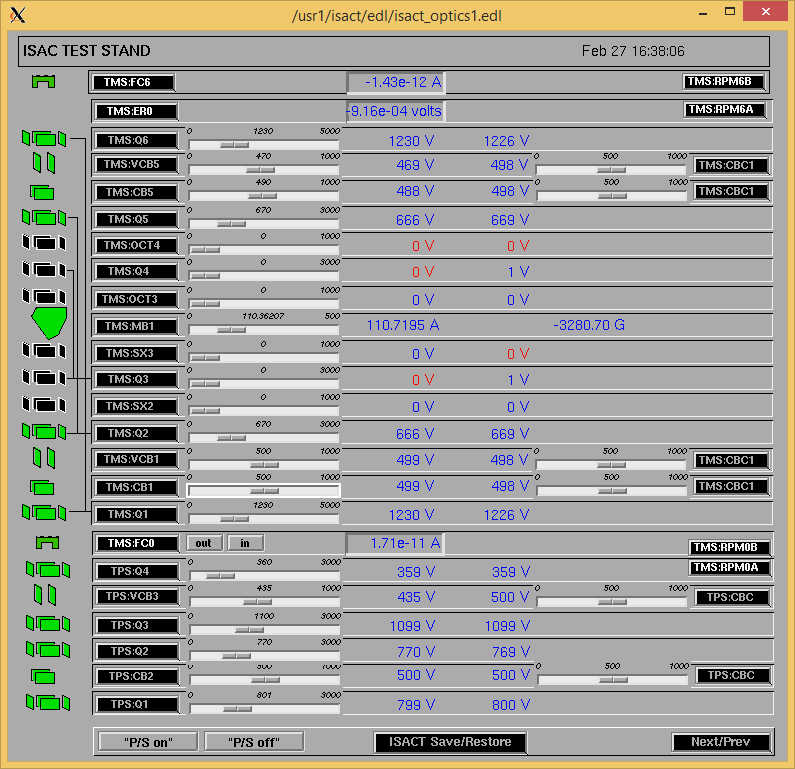 /usr1/isact/edl/isact_optics1.edl
ISAC TEST STAND Feb 27 16:38:06
TMS:FC6 -1.43e-12 A TMS:RPM6B
TMS:ER0 -9.16e-04 volts TMS:RPM6A
TMS:Q6 0 1230 5000 1230 V 1226 V
TMS:VCB5 0 470 1000 469 V 498 V 0 500 1000 TMS:CBC1
TMS:CB5 0 490 1000 488 V 498 V 0 500 1000 TMS:CBC1
TMS:Q5 0 670 3000 666 V 669 V
TMS:OCT4 0 0 1000 0 V 0 V
TMS:Q4 0 0 3000 0 V 1 V
TMS:OCT3 0 0 1000 0 V 0 V
TMS:MB1 0 110.36207 500 110.7195 A -3280.70 G
TMS:SX3 0 0 1000 0 V 0 V
TMS:Q3 0 0 3000 0 V 1 V
TMS:SX2 0 0 1000 0 V 0 V
TMS:Q2 0 670 3000 666 V 669 V
TMS:VCB1 0 500 1000 499 V 498 V 0 500 1000 TMS:CBC1
TMS:CB1 0 500 1000 499 V 498 V 0 500 1000 TMS:CBC1
TMS:Q1 0 1230 5000 1230 V 1226 V
TMS:FC0 out in 1.71e-11 A TMS:RPM0B
TPS:Q4 0 360 3000 359 V 359 V TMS:RPM0A
TPS:VCB3 0 435 1000 435 V 500 V 0 500 1000 TPS:CBC
TPS:Q3 0 1100 3000 1099 V 1099 V
TPS:Q2 0 770 3000 770 V 769 V
TPS:CB2 0 500 1000 500 V 500 V 0 500 1000 TPS:CBC
TPS:Q1 0 801 3000 799 V 800 V
"P/S on" "P/S off" ISACT Save/Restore Next/Prev